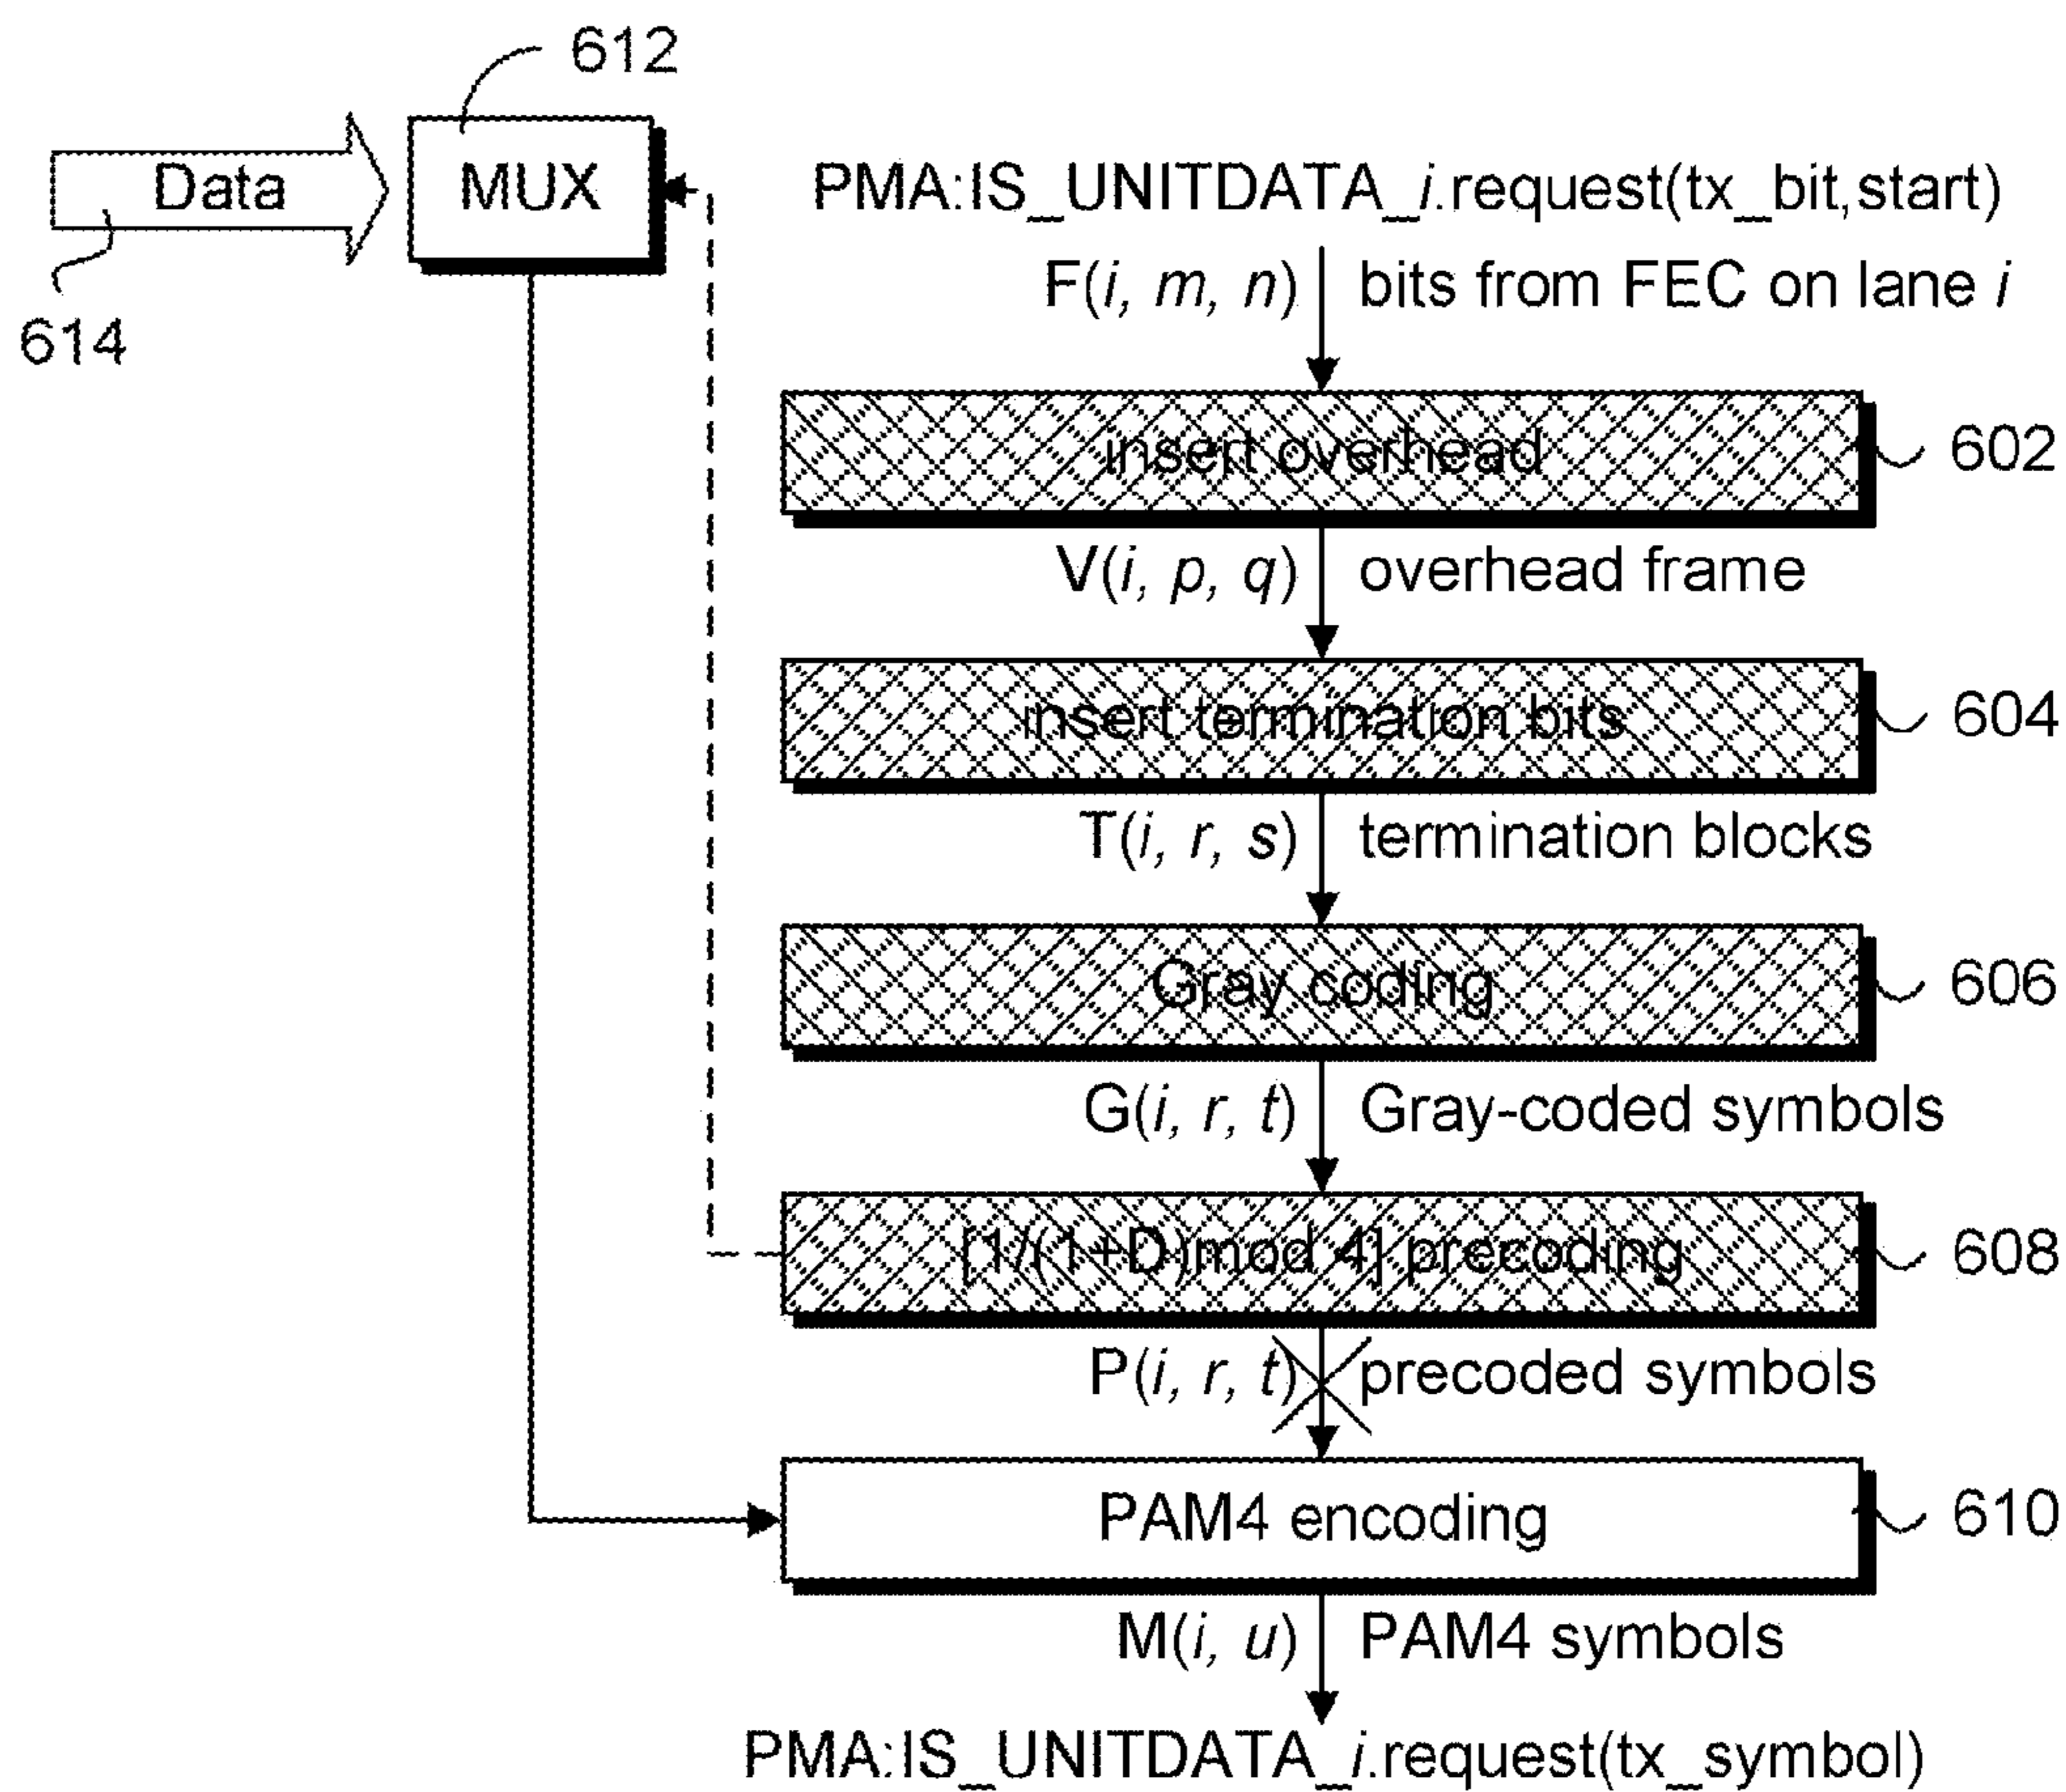 612
Data
MUX
614
PMA:IS_UNITDATA_i.request(tx_bit,start)
F(i, m, n) bits from FEC on lane i
insert overhead 602
V(i, p, q) overhead frame
insert termination bits 604
T(i, r, s) termination blocks
Gray coding 606
G(i, r, t) Gray-coded symbols
[1/(1+D)mod 4] precoding 608
P(i, r, t) precoded symbols
PAM4 encoding 610
M(i, u) PAM4 symbols
PMA:IS_UNITDATA_i.request(tx_symbol)